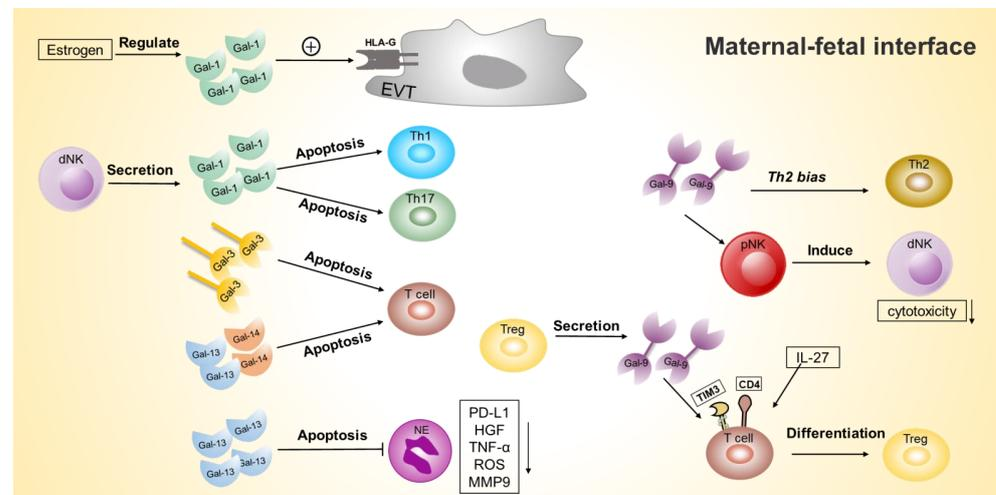 Maternal-fetal interface
Estrogen
Regulate
Gal-1
Gal-1
Gal-1
Gal-1
+
HLA-G
EVT
dNK
Secretion
Gal-1
Gal-1
Gal-1
Gal-1
Apoptosis
Th1
Apoptosis
Th17
Gal-3
Gal-3
Gal-3
Apoptosis
T cell
Gal-14
Gal-13
Gal-14
Gal-13
Apoptosis
Gal-13
Gal-13
Gal-13
Gal-13
Apoptosis
NE
PD-L1
HGF
TNF-α
ROS
MMP9
Gal-9
Gal-9
Th2 bias
Th2
pNK
Induce
dNK
cytotoxicity
Treg
Secretion
Gal-9
Gal-9
IL-27
TIM3
CD4
T cell
Differentiation
Treg